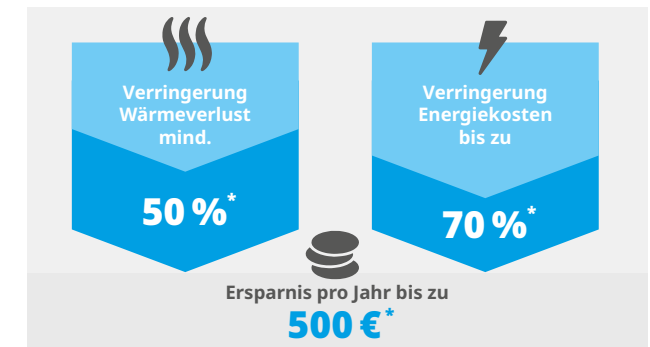 Verringerung
Wärmeverlust
mind.
50 %*
Verringerung
Energiekosten
bis zu
70 %*
Ersparnis pro Jahr bis zu
500 €*